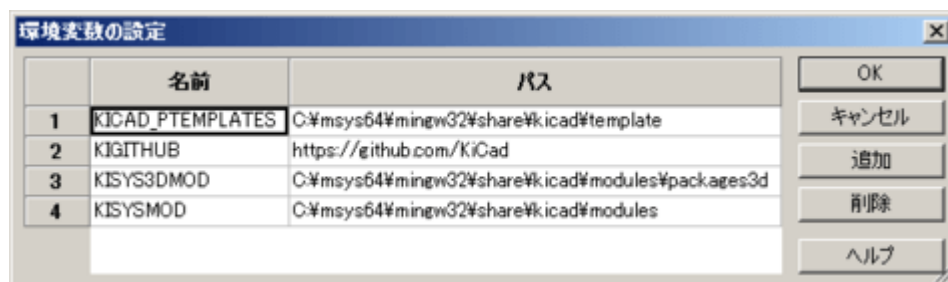 環境変数の設定
名前 パス OK
1 KICAD_PTEMPLATES C:¥msys64¥mingw32¥share¥kicad¥template キャンセル
2 KIGITHUB https://github.com/KiCad 追加
3 KISYS3DMOD C:¥msys64¥mingw32¥share¥kicad¥modules¥packages3d
4 KISYSMOD C:¥msys64¥mingw32¥share¥kicad¥modules 削除
ヘルプ